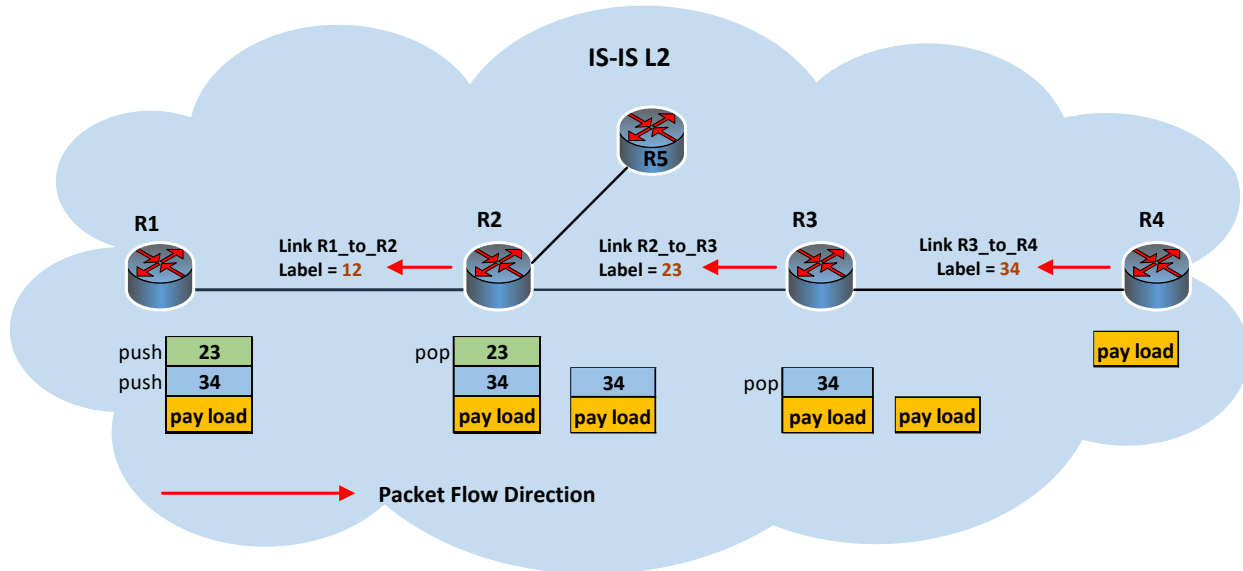 IS-IS L2
R5
R1
R2
R3
R4
Link R1_to_R2
Label = 12
Link R2_to_R3
Label = 23
Link R3_to_R4
Label = 34
push 23
push 34
pay load
pop 23
34
pay load
34
pay load
pop 34
pay load
pay load
pay load
Packet Flow Direction